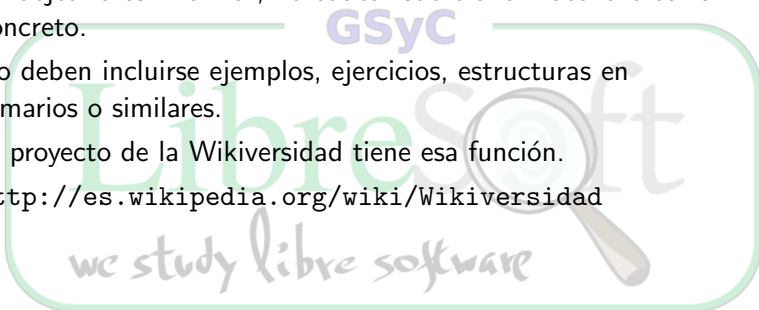 oncreto.
GSyC
o deben incluirse ejemplos, ejercicios, estructuras en
marios o similares.
LibreSoft
proyecto de la Wikiversidad tiene esa función.
ttp://es.wikipedia.org/wiki/Wikiversidad
we study libre software